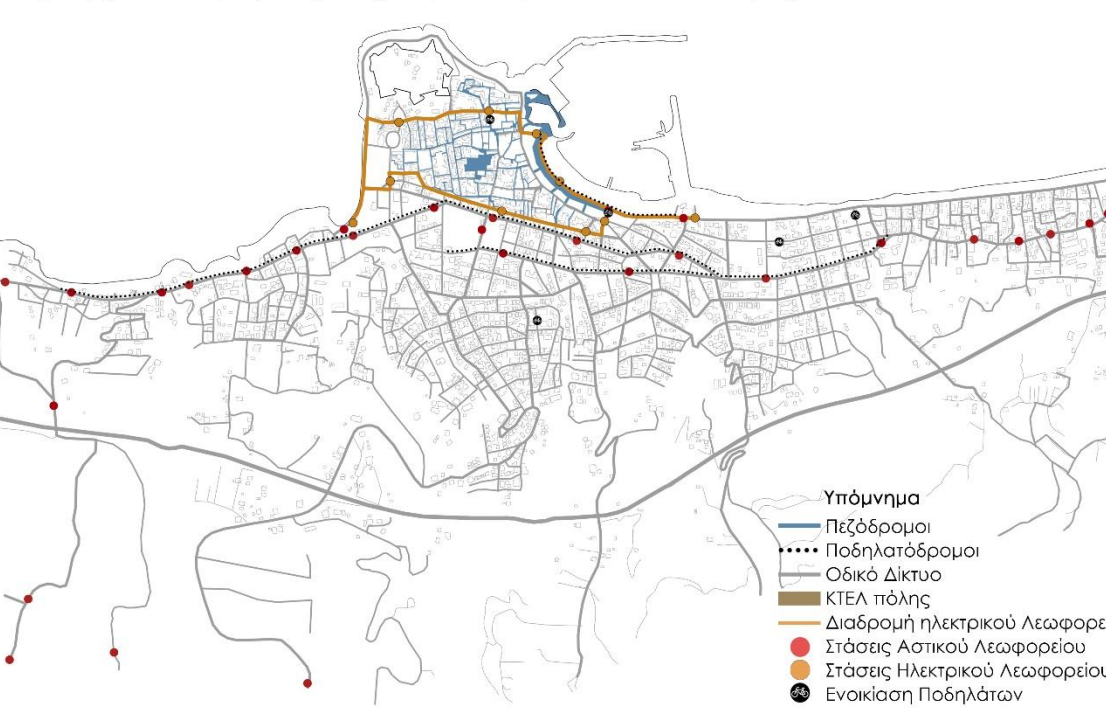 Υπόμνημα
Πεζόδρομοι
Ποδηλατόδρομοι
Οδικό Δίκτυο
ΚΤΕΛ πόλης
Διαδρομή ηλεκτρικού Λεωφορε
Στάσεις Αστικού Λεωφορείου
Στάσεις Ηλεκτρικού Λεωφορείου
Ενοικίαση Ποδηλάτων